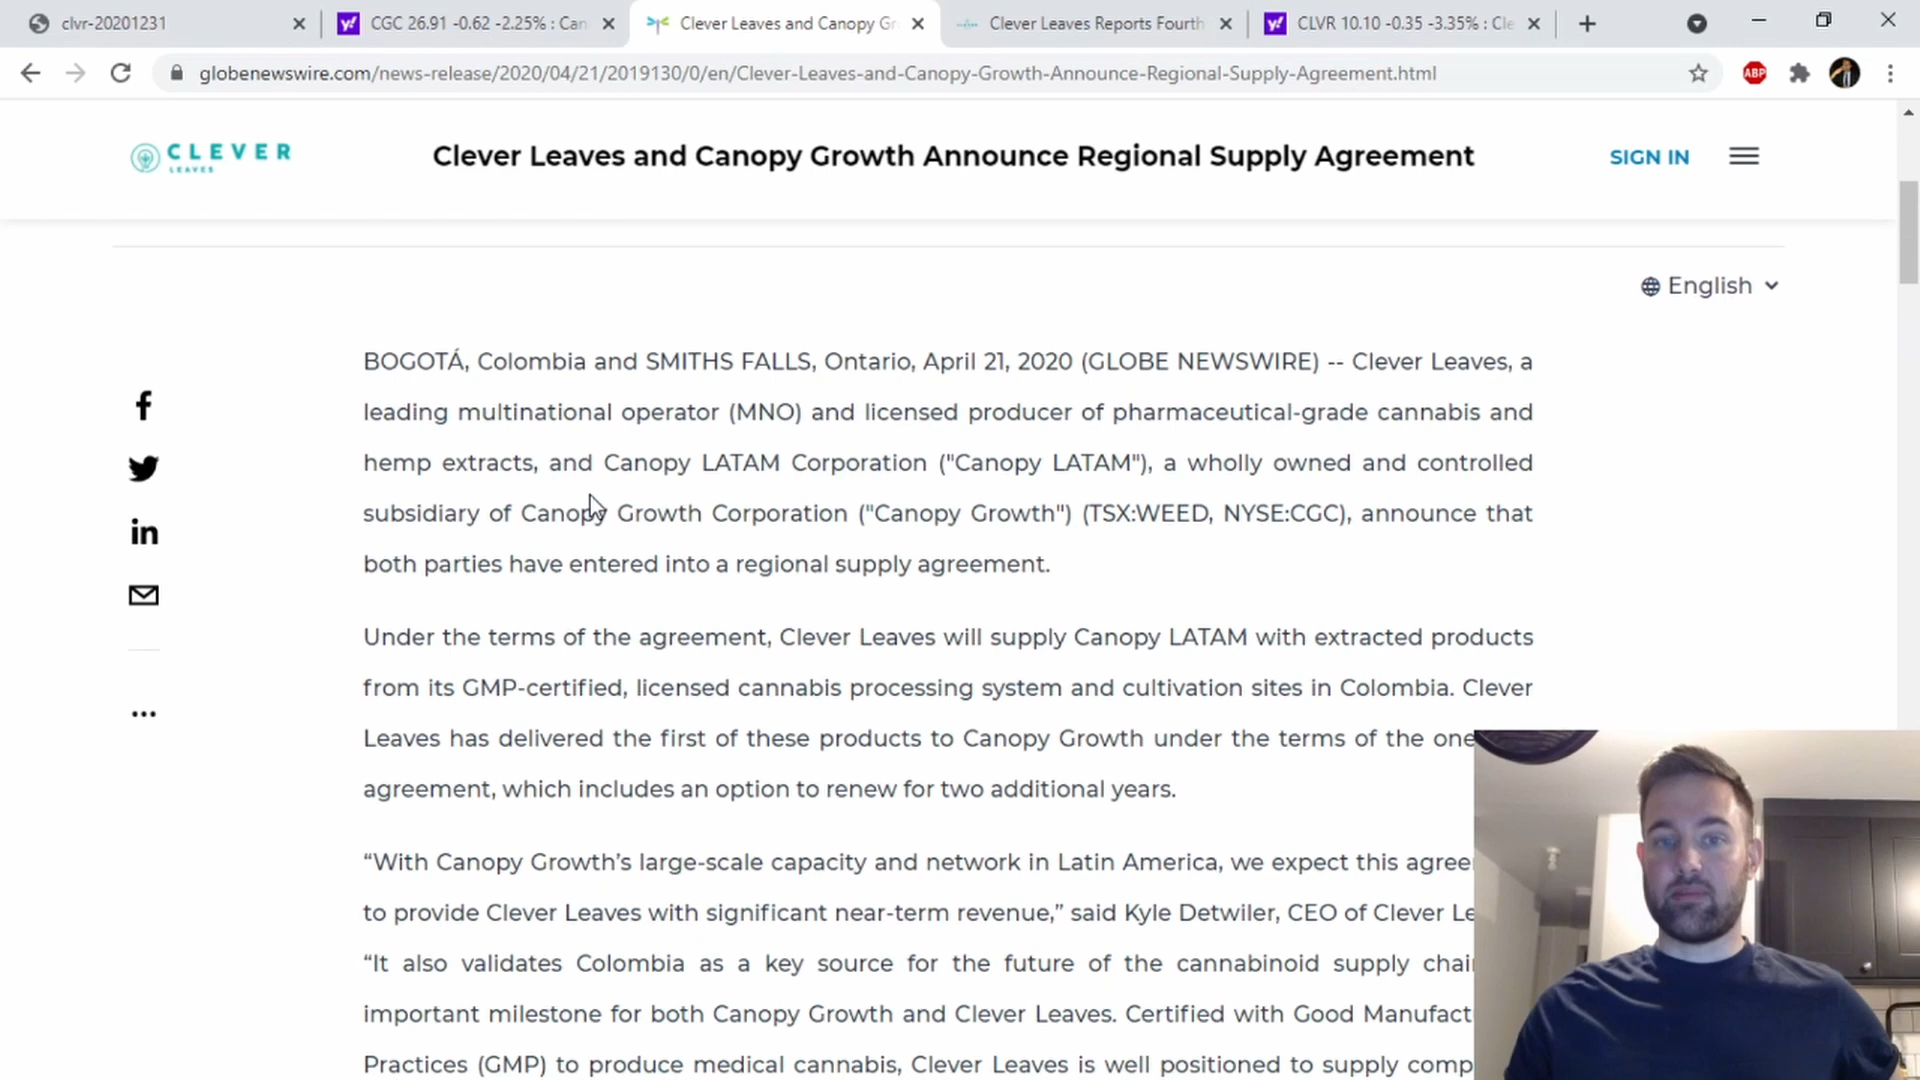 clvr-20201231
CGC 26.91 -0.62 -2.25% : Can
Clever Leaves and Canopy Gr
Clever Leaves Reports Fourth
CLVR 10.10 -0.35 -3.35% : Cle
globenewswire.com/news-release/2020/04/21/2019130/0/en/Clever-Leaves-and-Canopy-Growth-Announce-Regional-Supply-Agreement.html
ABP
CLEVER
LEAVES
Clever Leaves and Canopy Growth Announce Regional Supply Agreement
SIGN IN
English
BOGOTÁ, Colombia and SMITHS FALLS, Ontario, April 21, 2020 (GLOBE NEWSWIRE) -- Clever Leaves, a
leading multinational operator (MNO) and licensed producer of pharmaceutical-grade cannabis and
hemp extracts, and Canopy LATAM Corporation ("Canopy LATAM"), a wholly owned and controlled
subsidiary of Canopy Growth Corporation ("Canopy Growth") (TSX:WEED, NYSE:CGC), announce that
both parties have entered into a regional supply agreement.
Under the terms of the agreement, Clever Leaves will supply Canopy LATAM with extracted products
from its GMP-certified, licensed cannabis processing system and cultivation sites in Colombia. Clever
Leaves has delivered the first of these products to Canopy Growth under the terms of the one
agreement, which includes an option to renew for two additional years.
“With Canopy Growth’s large-scale capacity and network in Latin America, we expect this agree
to provide Clever Leaves with significant near-term revenue,” said Kyle Detwiler, CEO of Clever Le
“It also validates Colombia as a key source for the future of the cannabinoid supply chai
important milestone for both Canopy Growth and Clever Leaves. Certified with Good Manufact
Practices (GMP) to produce medical cannabis, Clever Leaves is well positioned to supply comp